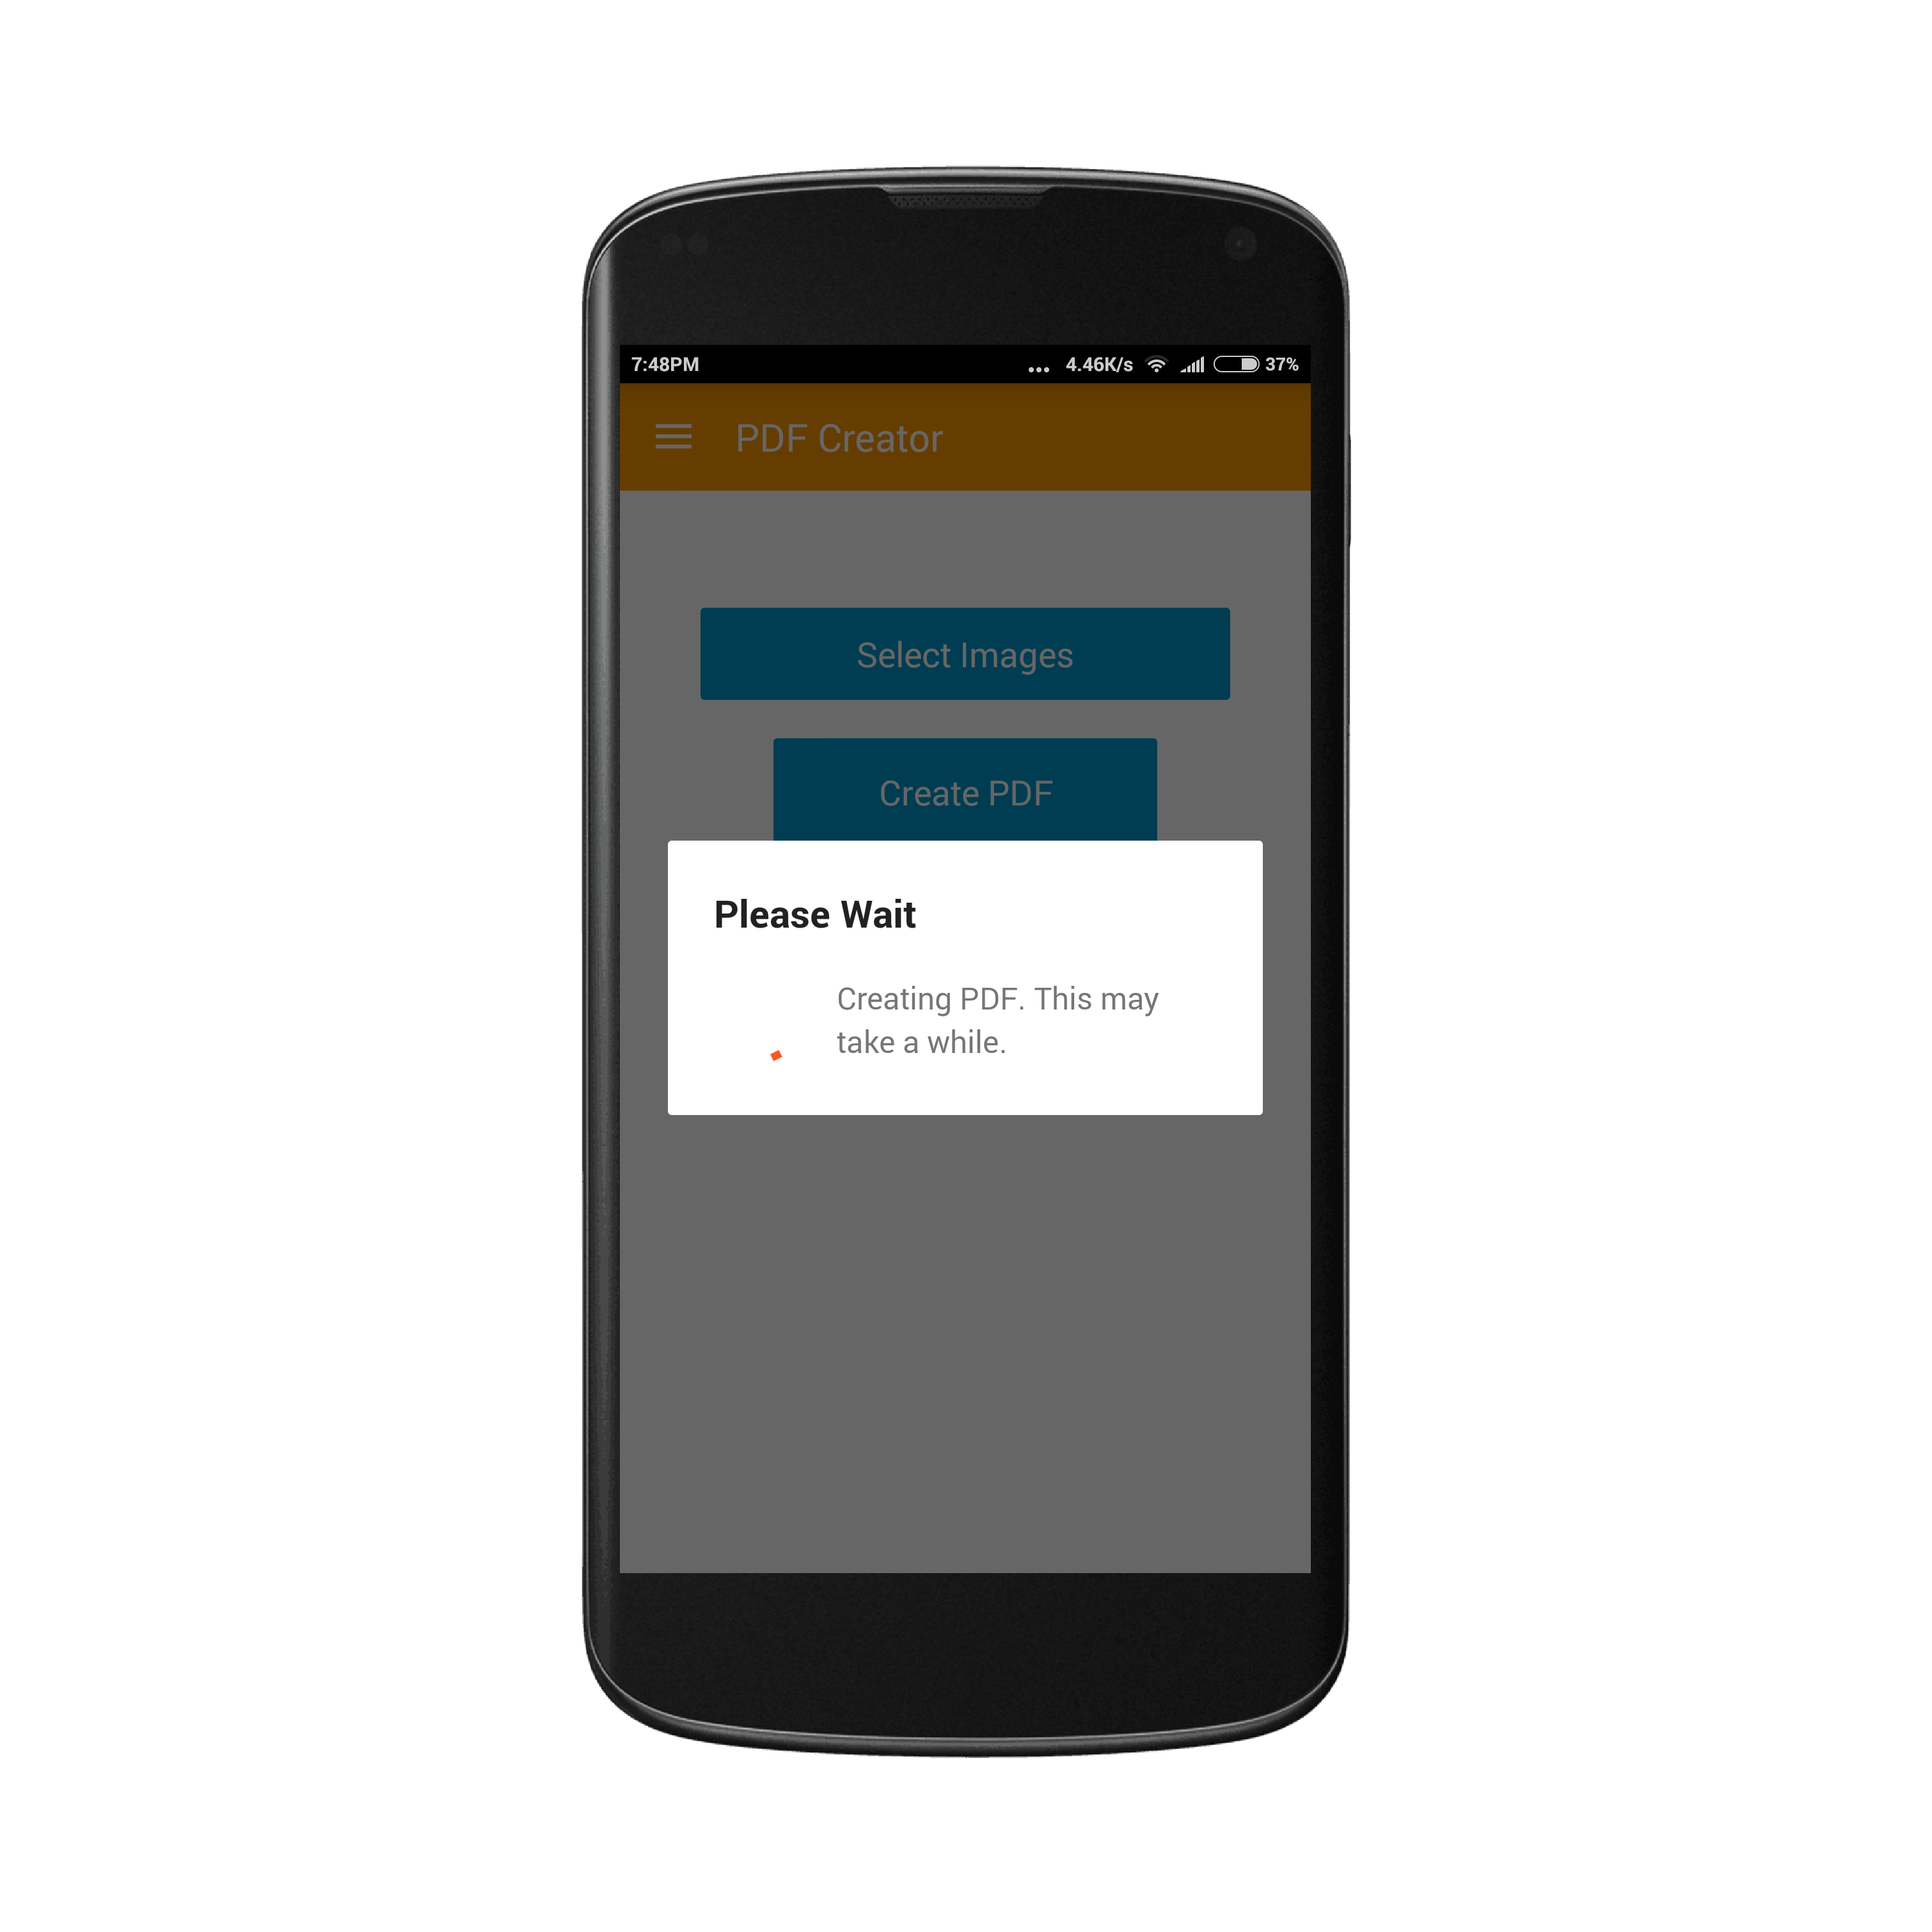 7:48PM ... 4.46K/s 37%
PDF Creator
Select Images
Create PDF
Please Wait
Creating PDF. This may
take a while.